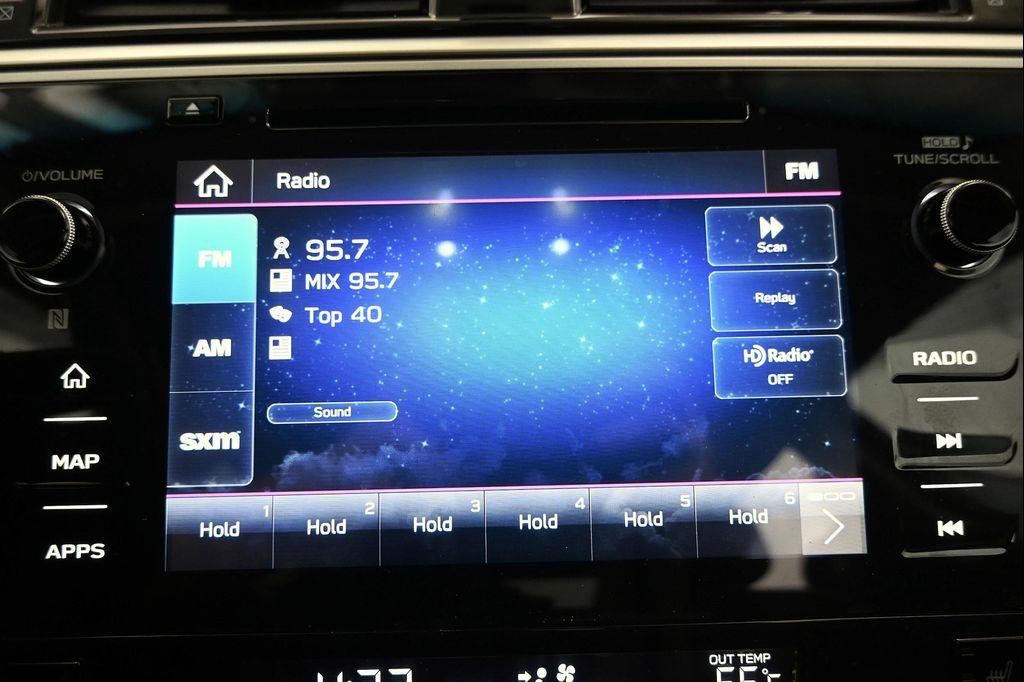 HOLD
/VOLUME
TUNE/SCROLL
Radio
FM
FM
95.7
Scan
MIX 95.7
Replay
Top 40
AM
HD Radio
OFF
RADIO
Sound
sxm
MAP
1
2
3
4
5
6
Hold
Hold
Hold
Hold
Hold
Hold
APPS
OUT TEMP